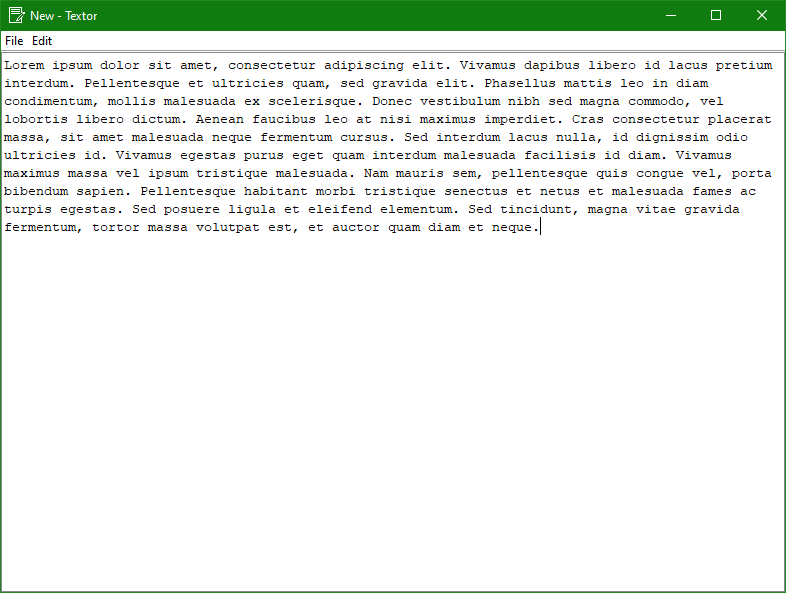 New - Textor
File Edit
Lorem ipsum dolor sit amet, consectetur adipiscing elit. Vivamus dapibus libero id lacus pretium
interdum. Pellentesque et ultricies quam, sed gravida elit. Phasellus mattis leo in diam
condimentum, mollis malesuada ex scelerisque. Donec vestibulum nibh sed magna commodo, vel
lobortis libero dictum. Aenean faucibus leo at nisi maximus imperdiet. Cras consectetur placerat
massa, sit amet malesuada neque fermentum cursus. Sed interdum lacus nulla, id dignissim odio
ultricies id. Vivamus egestas purus eget quam interdum malesuada facilisis id diam. Vivamus
maximus massa vel ipsum tristique malesuada. Nam mauris sem, pellentesque quis congue vel, porta
bibendum sapien. Pellentesque habitant morbi tristique senectus et netus et malesuada fames ac
turpis egestas. Sed posuere ligula et eleifend elementum. Sed tincidunt, magna vitae gravida
fermentum, tortor massa volutpat est, et auctor quam diam et neque.